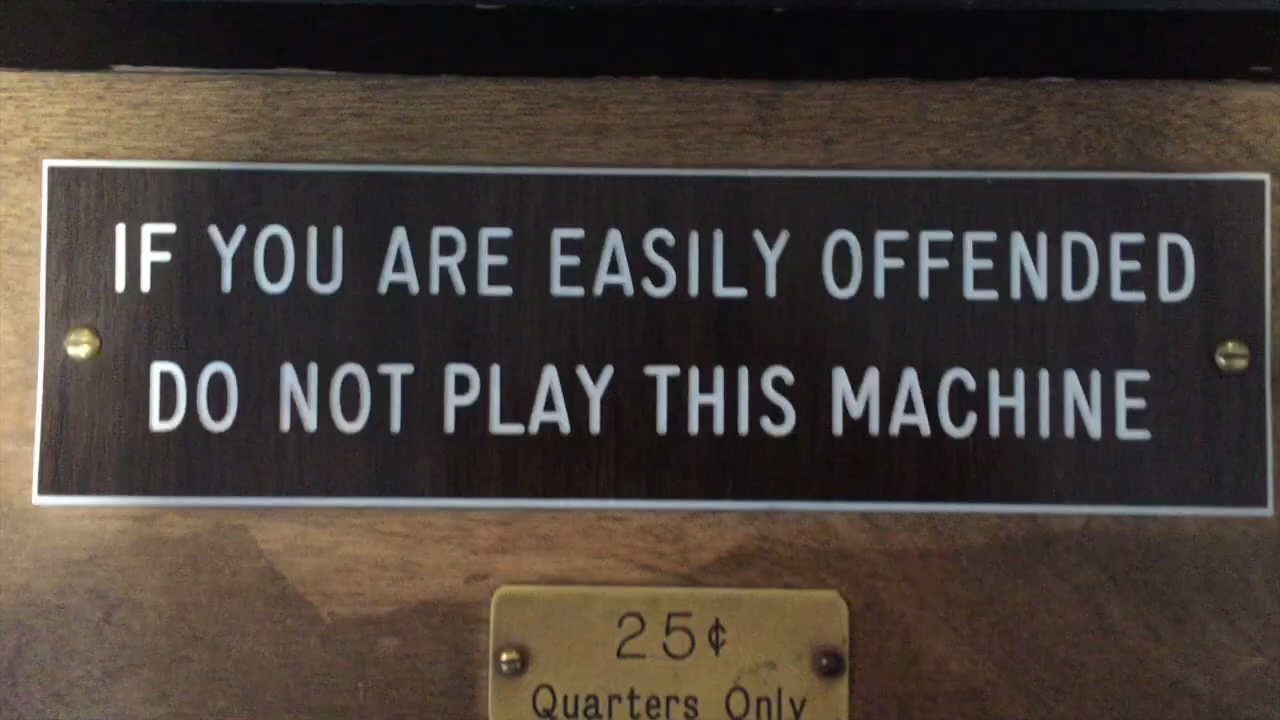 IF YOU ARE EASILY OFFENDED
DO NOT PLAY THIS MACHINE
25¢
Quarters Only